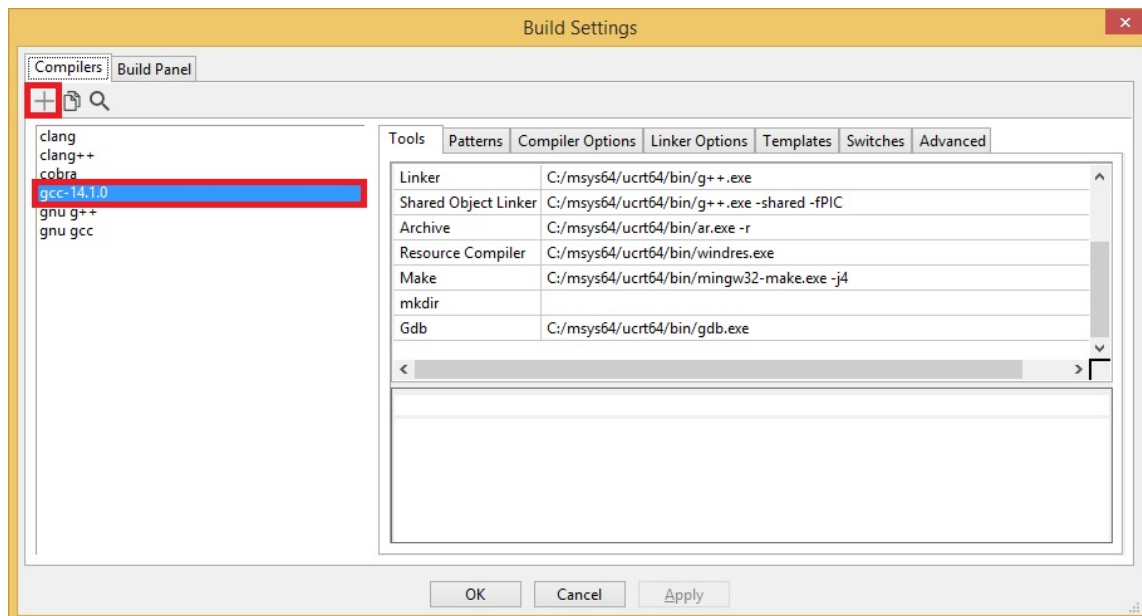 Build Settings
Compilers Build Panel
clang
clang++
cobra
gcc-14.1.0
gnu g++
gnu gcc
Tools Patterns Compiler Options Linker Options Templates Switches Advanced
Linker C:/msys64/ucrt64/bin/g++.exe
Shared Object Linker C:/msys64/ucrt64/bin/g++.exe -shared -fPIC
Archive C:/msys64/ucrt64/bin/ar.exe -r
Resource Compiler C:/msys64/ucrt64/bin/windres.exe
Make C:/msys64/ucrt64/bin/mingw32-make.exe -j4
mkdir
Gdb C:/msys64/ucrt64/bin/gdb.exe
OK Cancel Apply